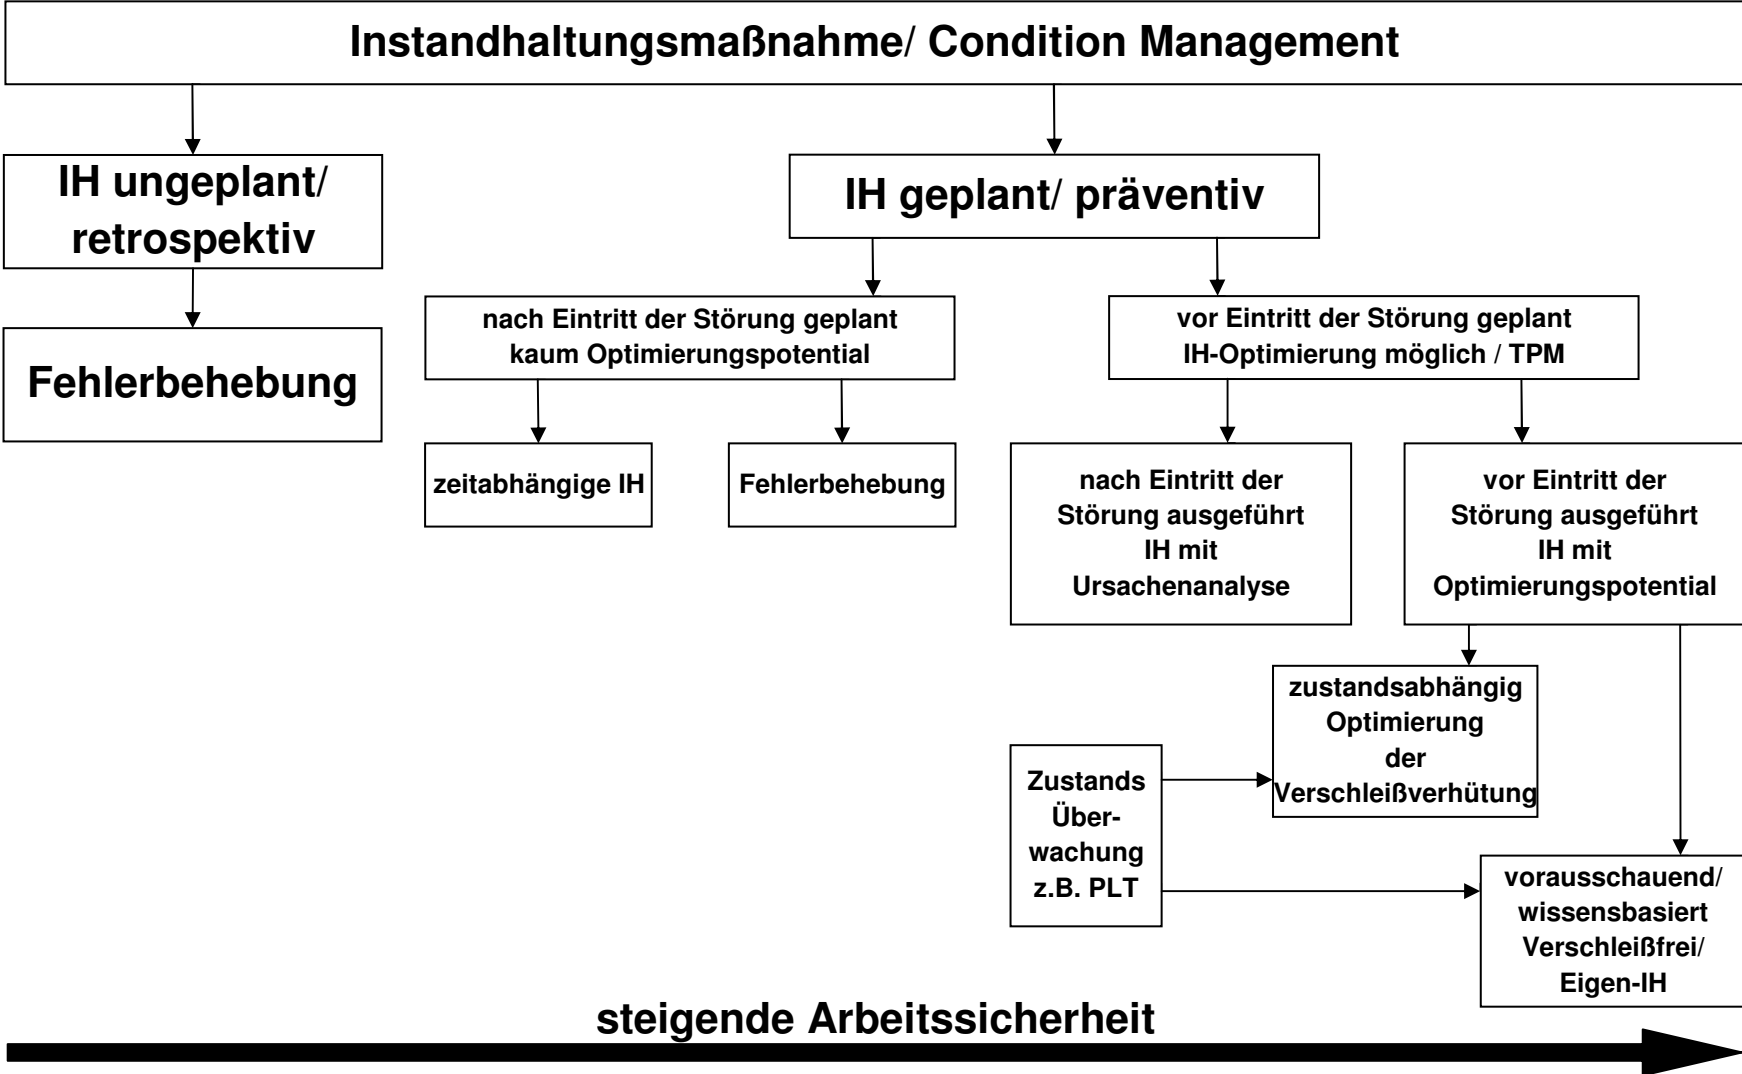 Instandhaltungsmaßnahme/ Condition Management
IH ungeplant/
retrospektiv
IH geplant/ präventiv
Fehlerbehebung
nach Eintritt der Störung geplant
kaum Optimierungspotential
vor Eintritt der Störung geplant
IH-Optimierung möglich / TPM
zeitabhängige IH
Fehlerbehebung
nach Eintritt der
Störung ausgeführt
IH mit
Ursachenanalyse
vor Eintritt der
Störung ausgeführt
IH mit
Optimierungspotential
zustandsabhängig
Optimierung
der
Verschleißverhütung
Zustands
Über-
wachung
z.B. PLT
vorausschauend/
wissensbasiert
Verschleißfrei/
Eigen-IH
steigende Arbeitssicherheit